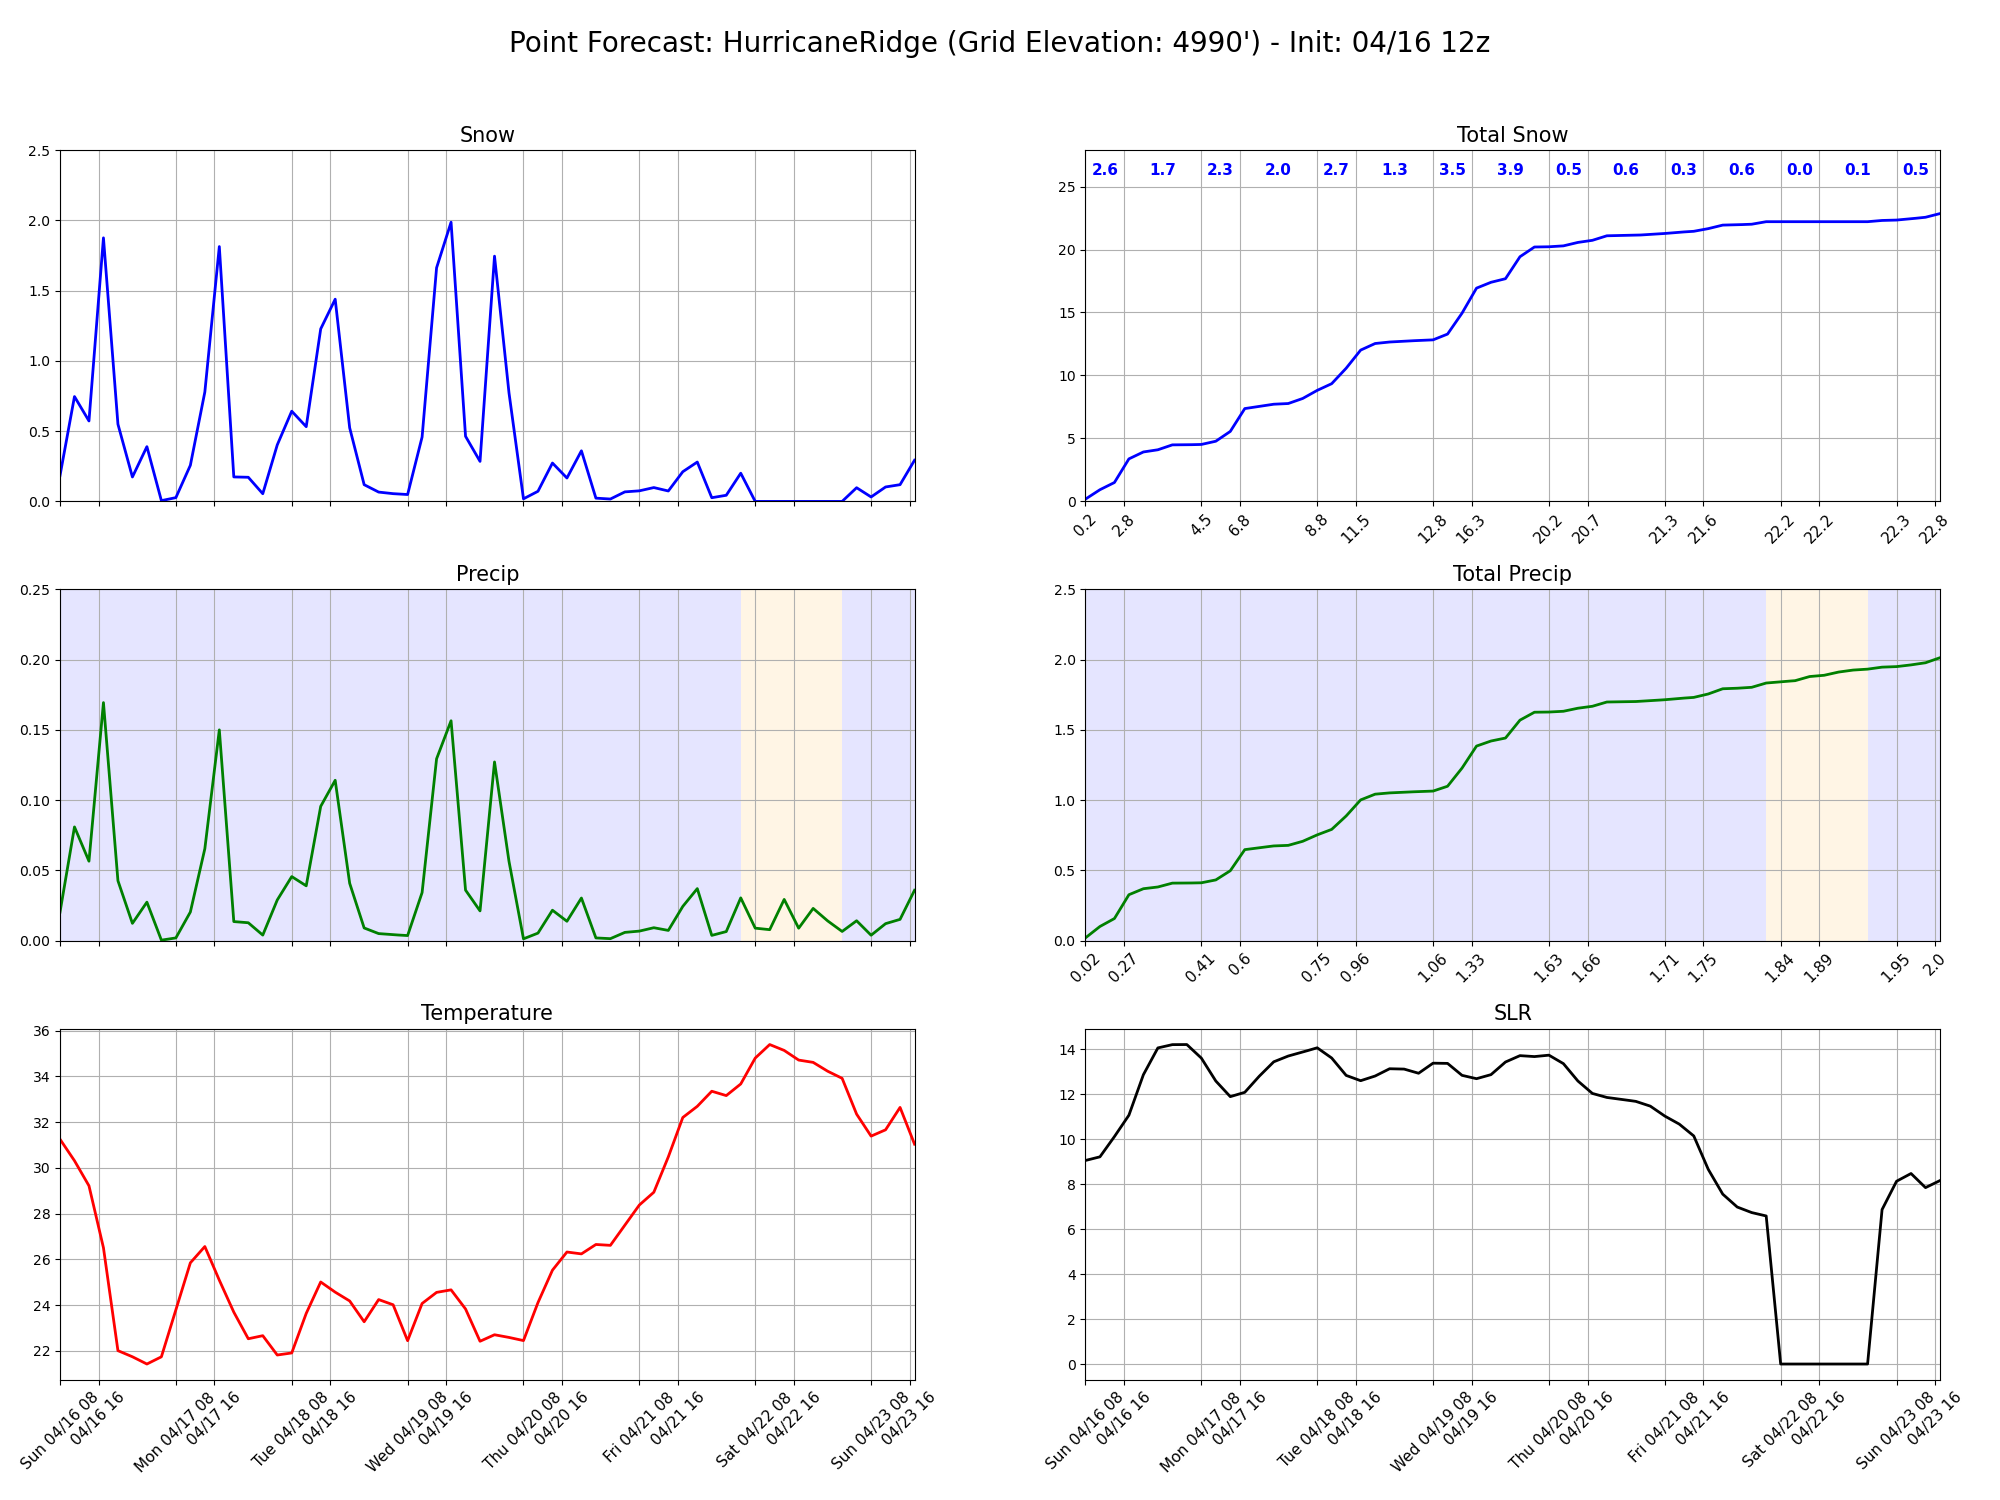 Point Forecast: HurricaneRidge (Grid Elevation: 4990') - Init: 04/16 12z
Snow
2.5
2.0
1.5
1.0
0.5
0.0
Total Snow
2.6 1.7 2.3 2.0 2.7 1.3 3.5 3.9 0.5 0.6 0.3 0.6 0.0 0.1 0.5
25
20
15
10
5
0
0.2 2.8 4.5 6.8 8.8 11.5 12.8 16.3 20.2 20.7 21.3 21.6 22.2 22.2 22.3 22.8
Precip
0.25
0.20
0.15
0.10
0.05
0.00
Total Precip
2.5
2.0
1.5
1.0
0.5
0.0
0.02 0.27 0.41 0.6 0.75 0.96 1.06 1.33 1.63 1.66 1.71 1.75 1.84 1.89 1.95 2.0
Temperature
36
34
32
30
28
26
24
22
Sun 04/16 08
04/16 16
Mon 04/17 08
04/17 16
Tue 04/18 08
04/18 16
Wed 04/19 08
04/19 16
Thu 04/20 08
04/20 16
Fri 04/21 08
04/21 16
Sat 04/22 08
04/22 16
Sun 04/23 08
04/23 16
SLR
14
12
10
8
6
4
2
0
Sun 04/16 08
04/16 16
Mon 04/17 08
04/17 16
Tue 04/18 08
04/18 16
Wed 04/19 08
04/19 16
Thu 04/20 08
04/20 16
Fri 04/21 08
04/21 16
Sat 04/22 08
04/22 16
Sun 04/23 08
04/23 16